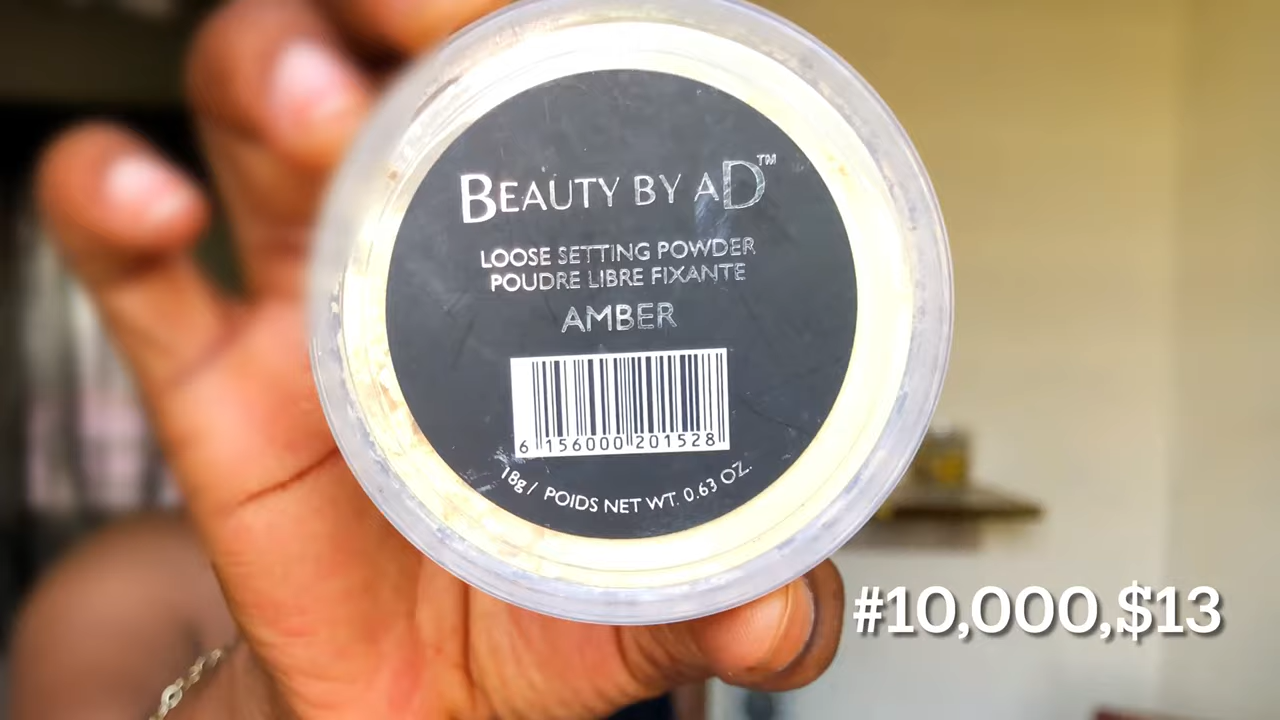 BEAUTY BY AD™
LOOSE SETTING POWDER
POUDRE LIBRE FIXANTE
AMBER
6 156000 201528
18g/ POIDS NET WT. 0.63 OZ.
#10,000,$13